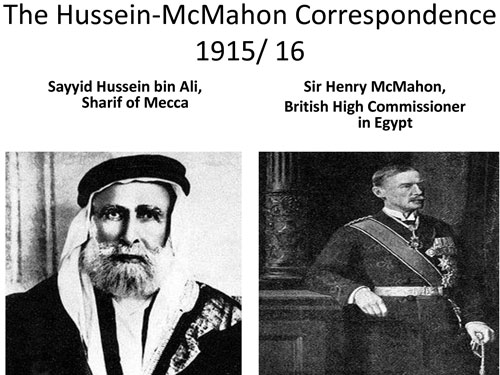 The Hussein-McMahon Correspondence
1915/ 16
Sayyid Hussein bin Ali,
Sharif of Mecca
Sir Henry McMahon,
British High Commissioner
in Egypt